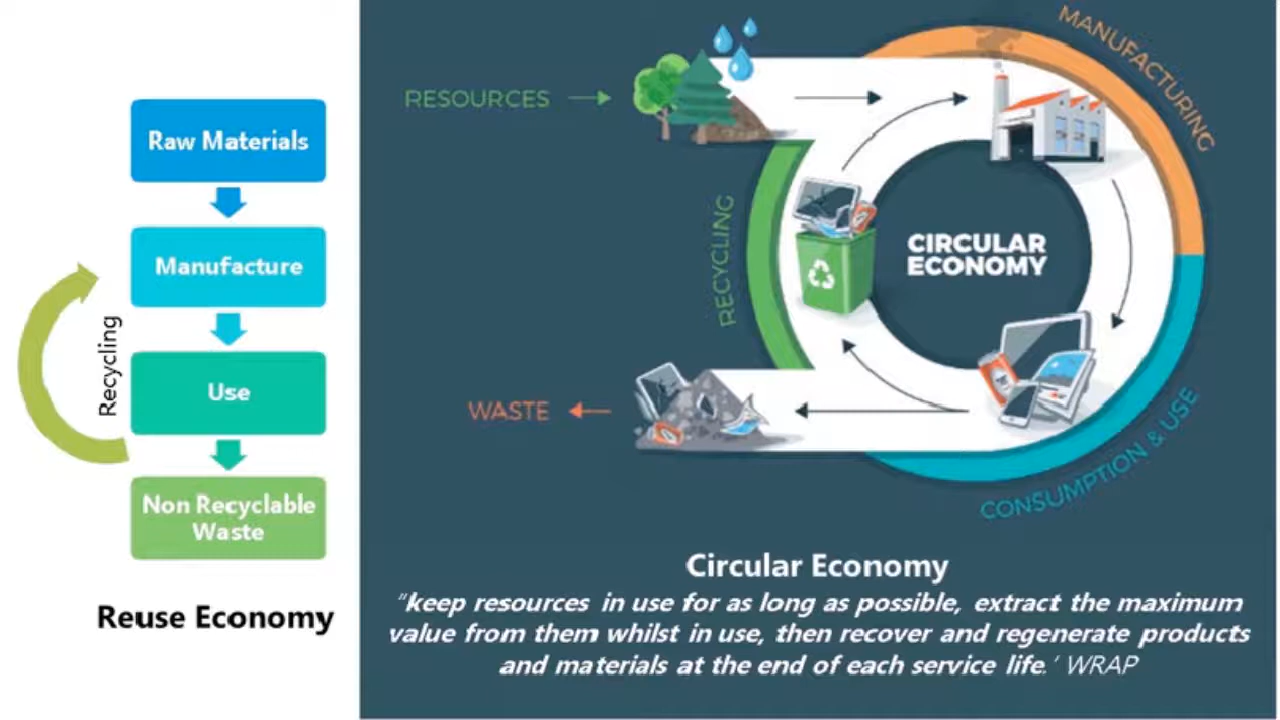 Raw Materials
Manufacture
Use
Non Recyclable
Waste
Recycling
Reuse Economy
RESOURCES
MANUFACTURING
RECYCLING
CIRCULAR
ECONOMY
WASTE
CONSUMPTION & USE
Circular Economy
"keep resources in use for as long as possible, extract the maximum
value from them whilst in use, then recover and regenerate products
and materials at the end of each service life.' WRAP